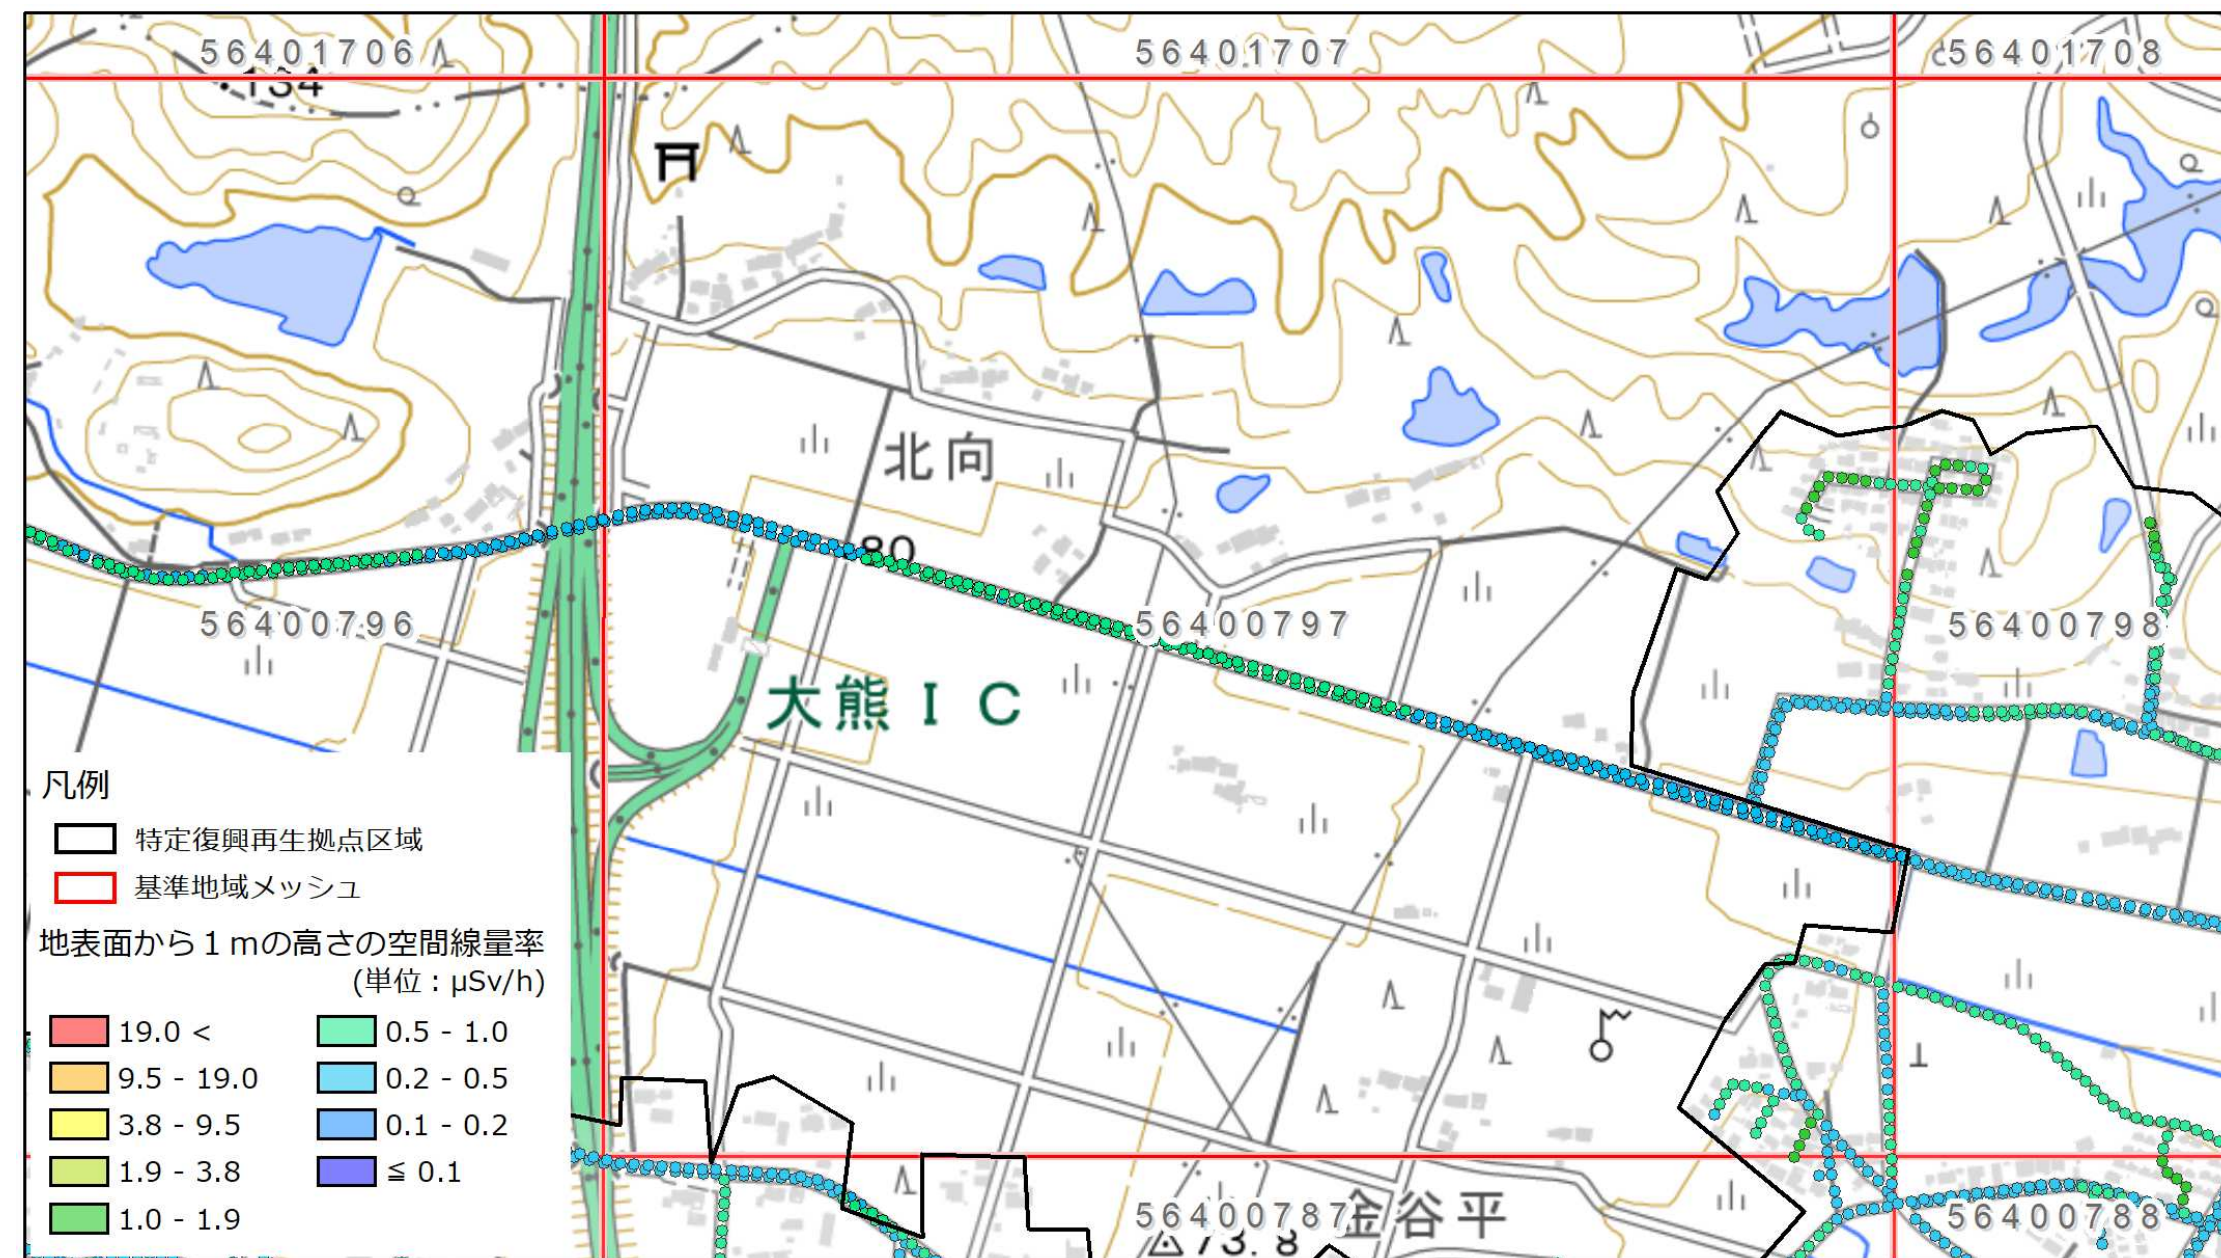 56401706
56401707
56401708
134
北向
80
56400796
56400797
56400798
大熊ＩＣ
凡例
特定復興再生拠点区域
基準地域メッシュ
地表面から１ｍの高さの空間線量率
(単位：μSv/h)
19.0 <
9.5 - 19.0
3.8 - 9.5
1.9 - 3.8
1.0 - 1.9
0.5 - 1.0
0.2 - 0.5
0.1 - 0.2
≦ 0.1
56400787
金谷平
56400788
73.8